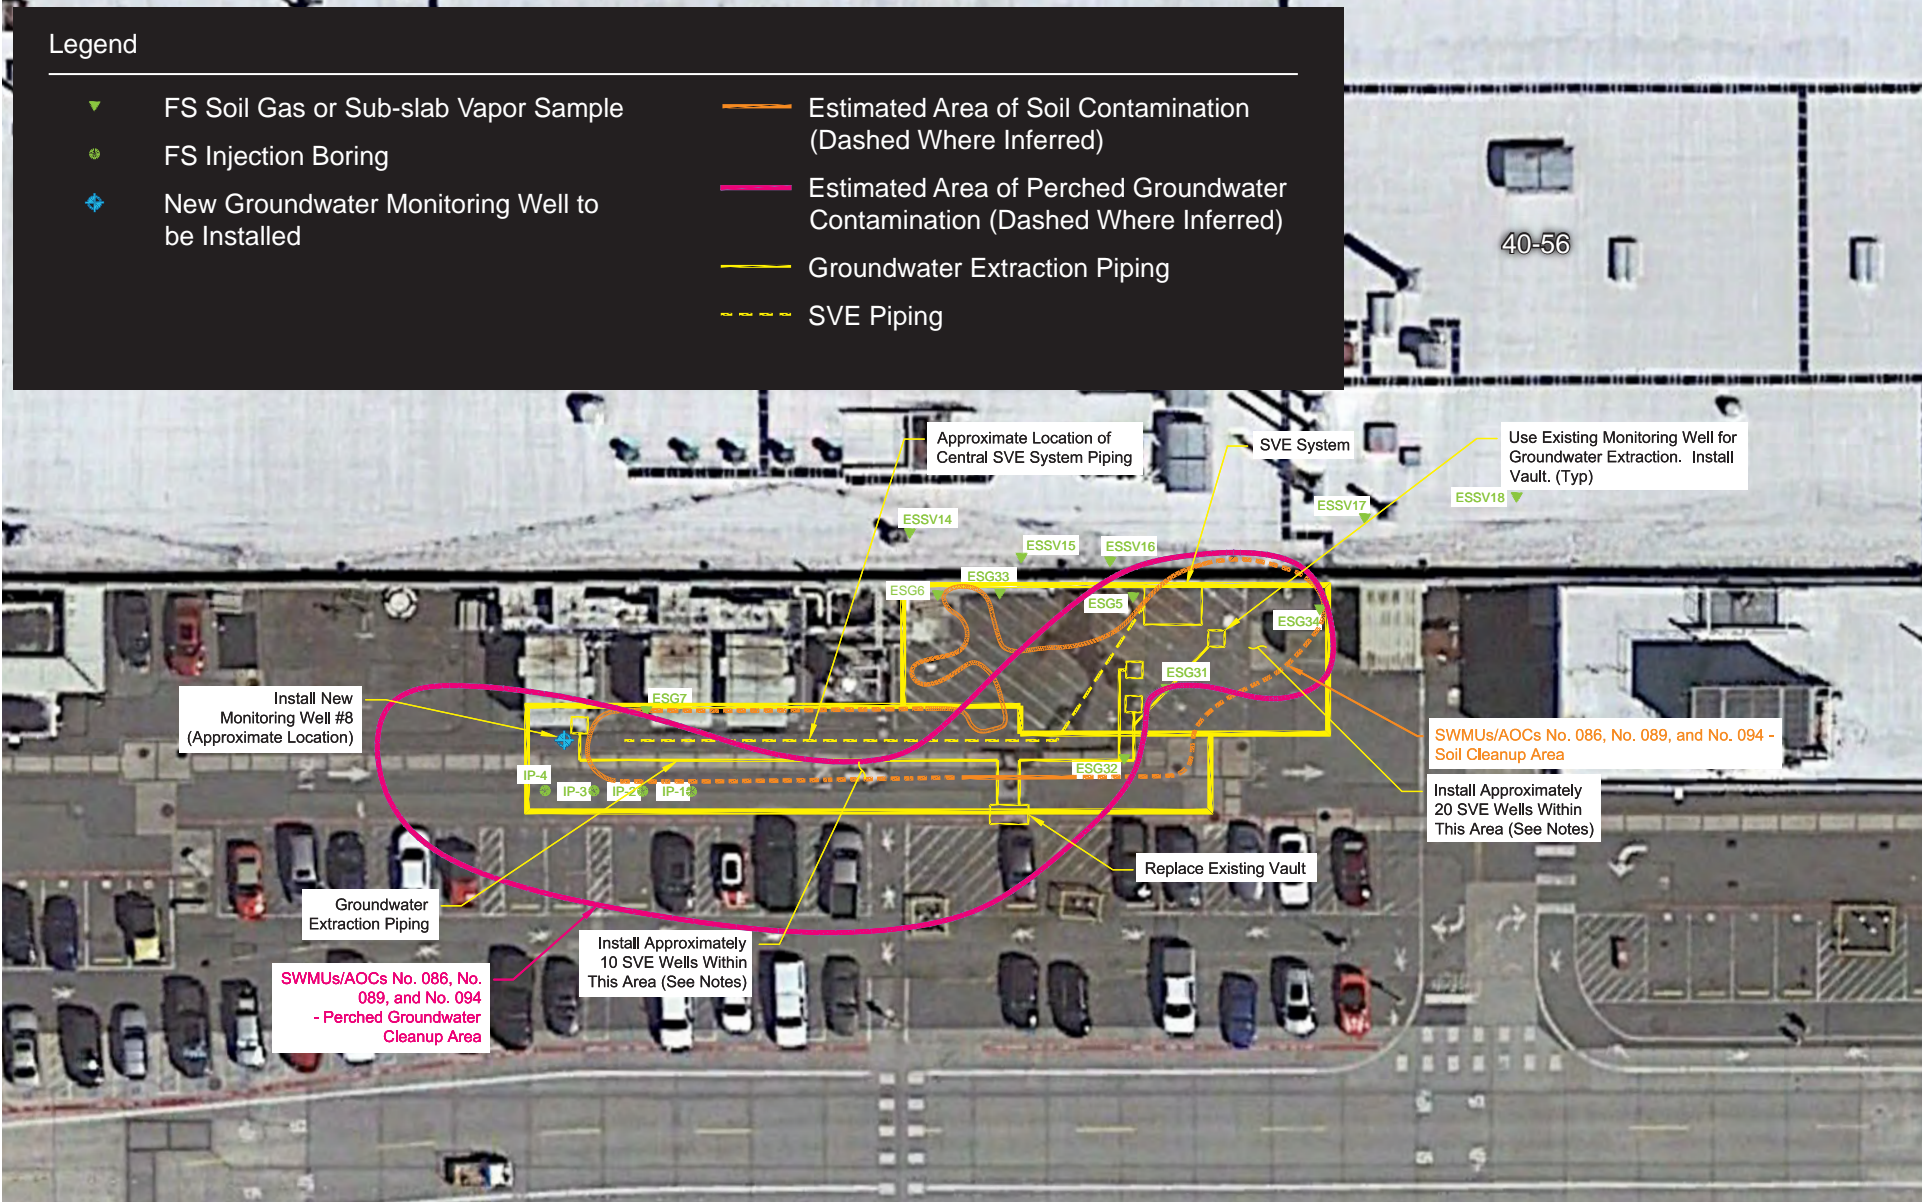 Legend
FS Soil Gas or Sub-slab Vapor Sample
FS Injection Boring
New Groundwater Monitoring Well to
be Installed
Estimated Area of Soil Contamination
(Dashed Where Inferred)
Estimated Area of Perched Groundwater
Contamination (Dashed Where Inferred)
Groundwater Extraction Piping
SVE Piping
40-56
Approximate Location of
Central SVE System Piping
SVE System
Use Existing Monitoring Well for
Groundwater Extraction. Install
Vault. (Typ)
ESSV18
ESSV17
ESSV14
ESSV15
ESSV16
ESG33
ESG6
ESG5
ESG34
ESG31
ESG7
Install New
Monitoring Well #8
(Approximate Location)
SWMUs/AOCs No. 086, No. 089, and No. 094 -
Soil Cleanup Area
ESG32
IP-4
IP-3
IP-2
IP-1
Install Approximately
20 SVE Wells Within
This Area (See Notes)
Replace Existing Vault
Groundwater
Extraction Piping
Install Approximately
10 SVE Wells Within
This Area (See Notes)
SWMUs/AOCs No. 086, No.
089, and No. 094
- Perched Groundwater
Cleanup Area